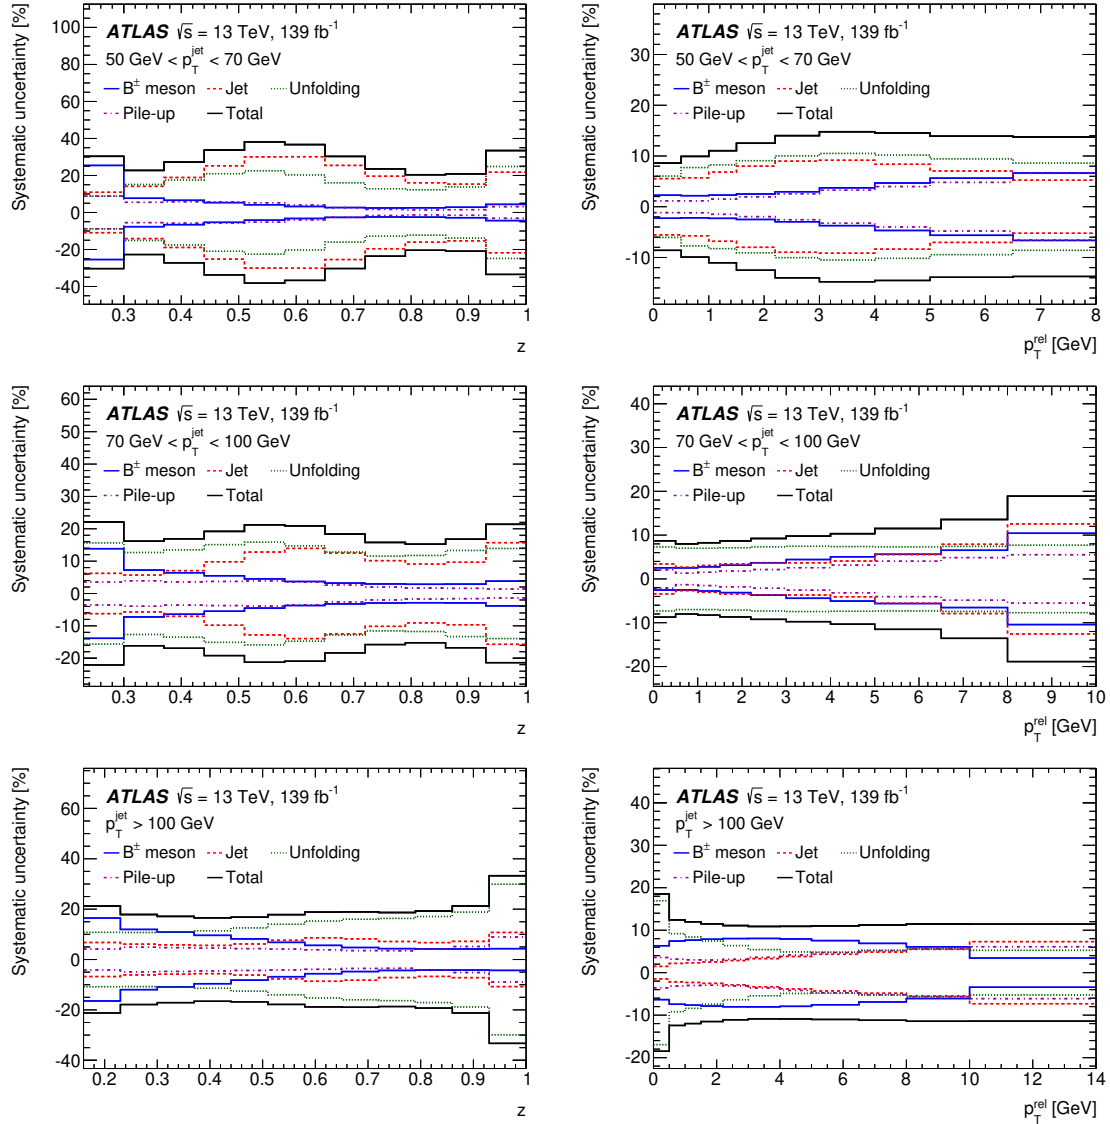 Systematic uncertainty [%]
100
80
60
40
20
0
-20
-40
ATLAS √s = 13 TeV, 139 fb⁻¹
50 GeV < p_T^jet < 70 GeV
B± meson Jet Unfolding
Pile-up Total
0.3 0.4 0.5 0.6 0.7 0.8 0.9 1
z
Systematic uncertainty [%]
30
20
10
0
-10
ATLAS √s = 13 TeV, 139 fb⁻¹
50 GeV < p_T^jet < 70 GeV
B± meson Jet Unfolding
Pile-up Total
0 1 2 3 4 5 6 7 8
p_T^rel [GeV]
Systematic uncertainty [%]
60
50
40
30
20
10
0
-10
-20
ATLAS √s = 13 TeV, 139 fb⁻¹
70 GeV < p_T^jet < 100 GeV
B± meson Jet Unfolding
Pile-up Total
0.3 0.4 0.5 0.6 0.7 0.8 0.9 1
z
Systematic uncertainty [%]
40
30
20
10
0
-10
-20
ATLAS √s = 13 TeV, 139 fb⁻¹
70 GeV < p_T^jet < 100 GeV
B± meson Jet Unfolding
Pile-up Total
0 1 2 3 4 5 6 7 8 9 10
p_T^rel [GeV]
Systematic uncertainty [%]
60
40
20
0
-20
-40
ATLAS √s = 13 TeV, 139 fb⁻¹
p_T^jet > 100 GeV
B± meson Jet Unfolding
Pile-up Total
0.2 0.3 0.4 0.5 0.6 0.7 0.8 0.9 1
z
Systematic uncertainty [%]
40
30
20
10
0
-10
-20
ATLAS √s = 13 TeV, 139 fb⁻¹
p_T^jet > 100 GeV
B± meson Jet Unfolding
Pile-up Total
0 2 4 6 8 10 12 14
p_T^rel [GeV]